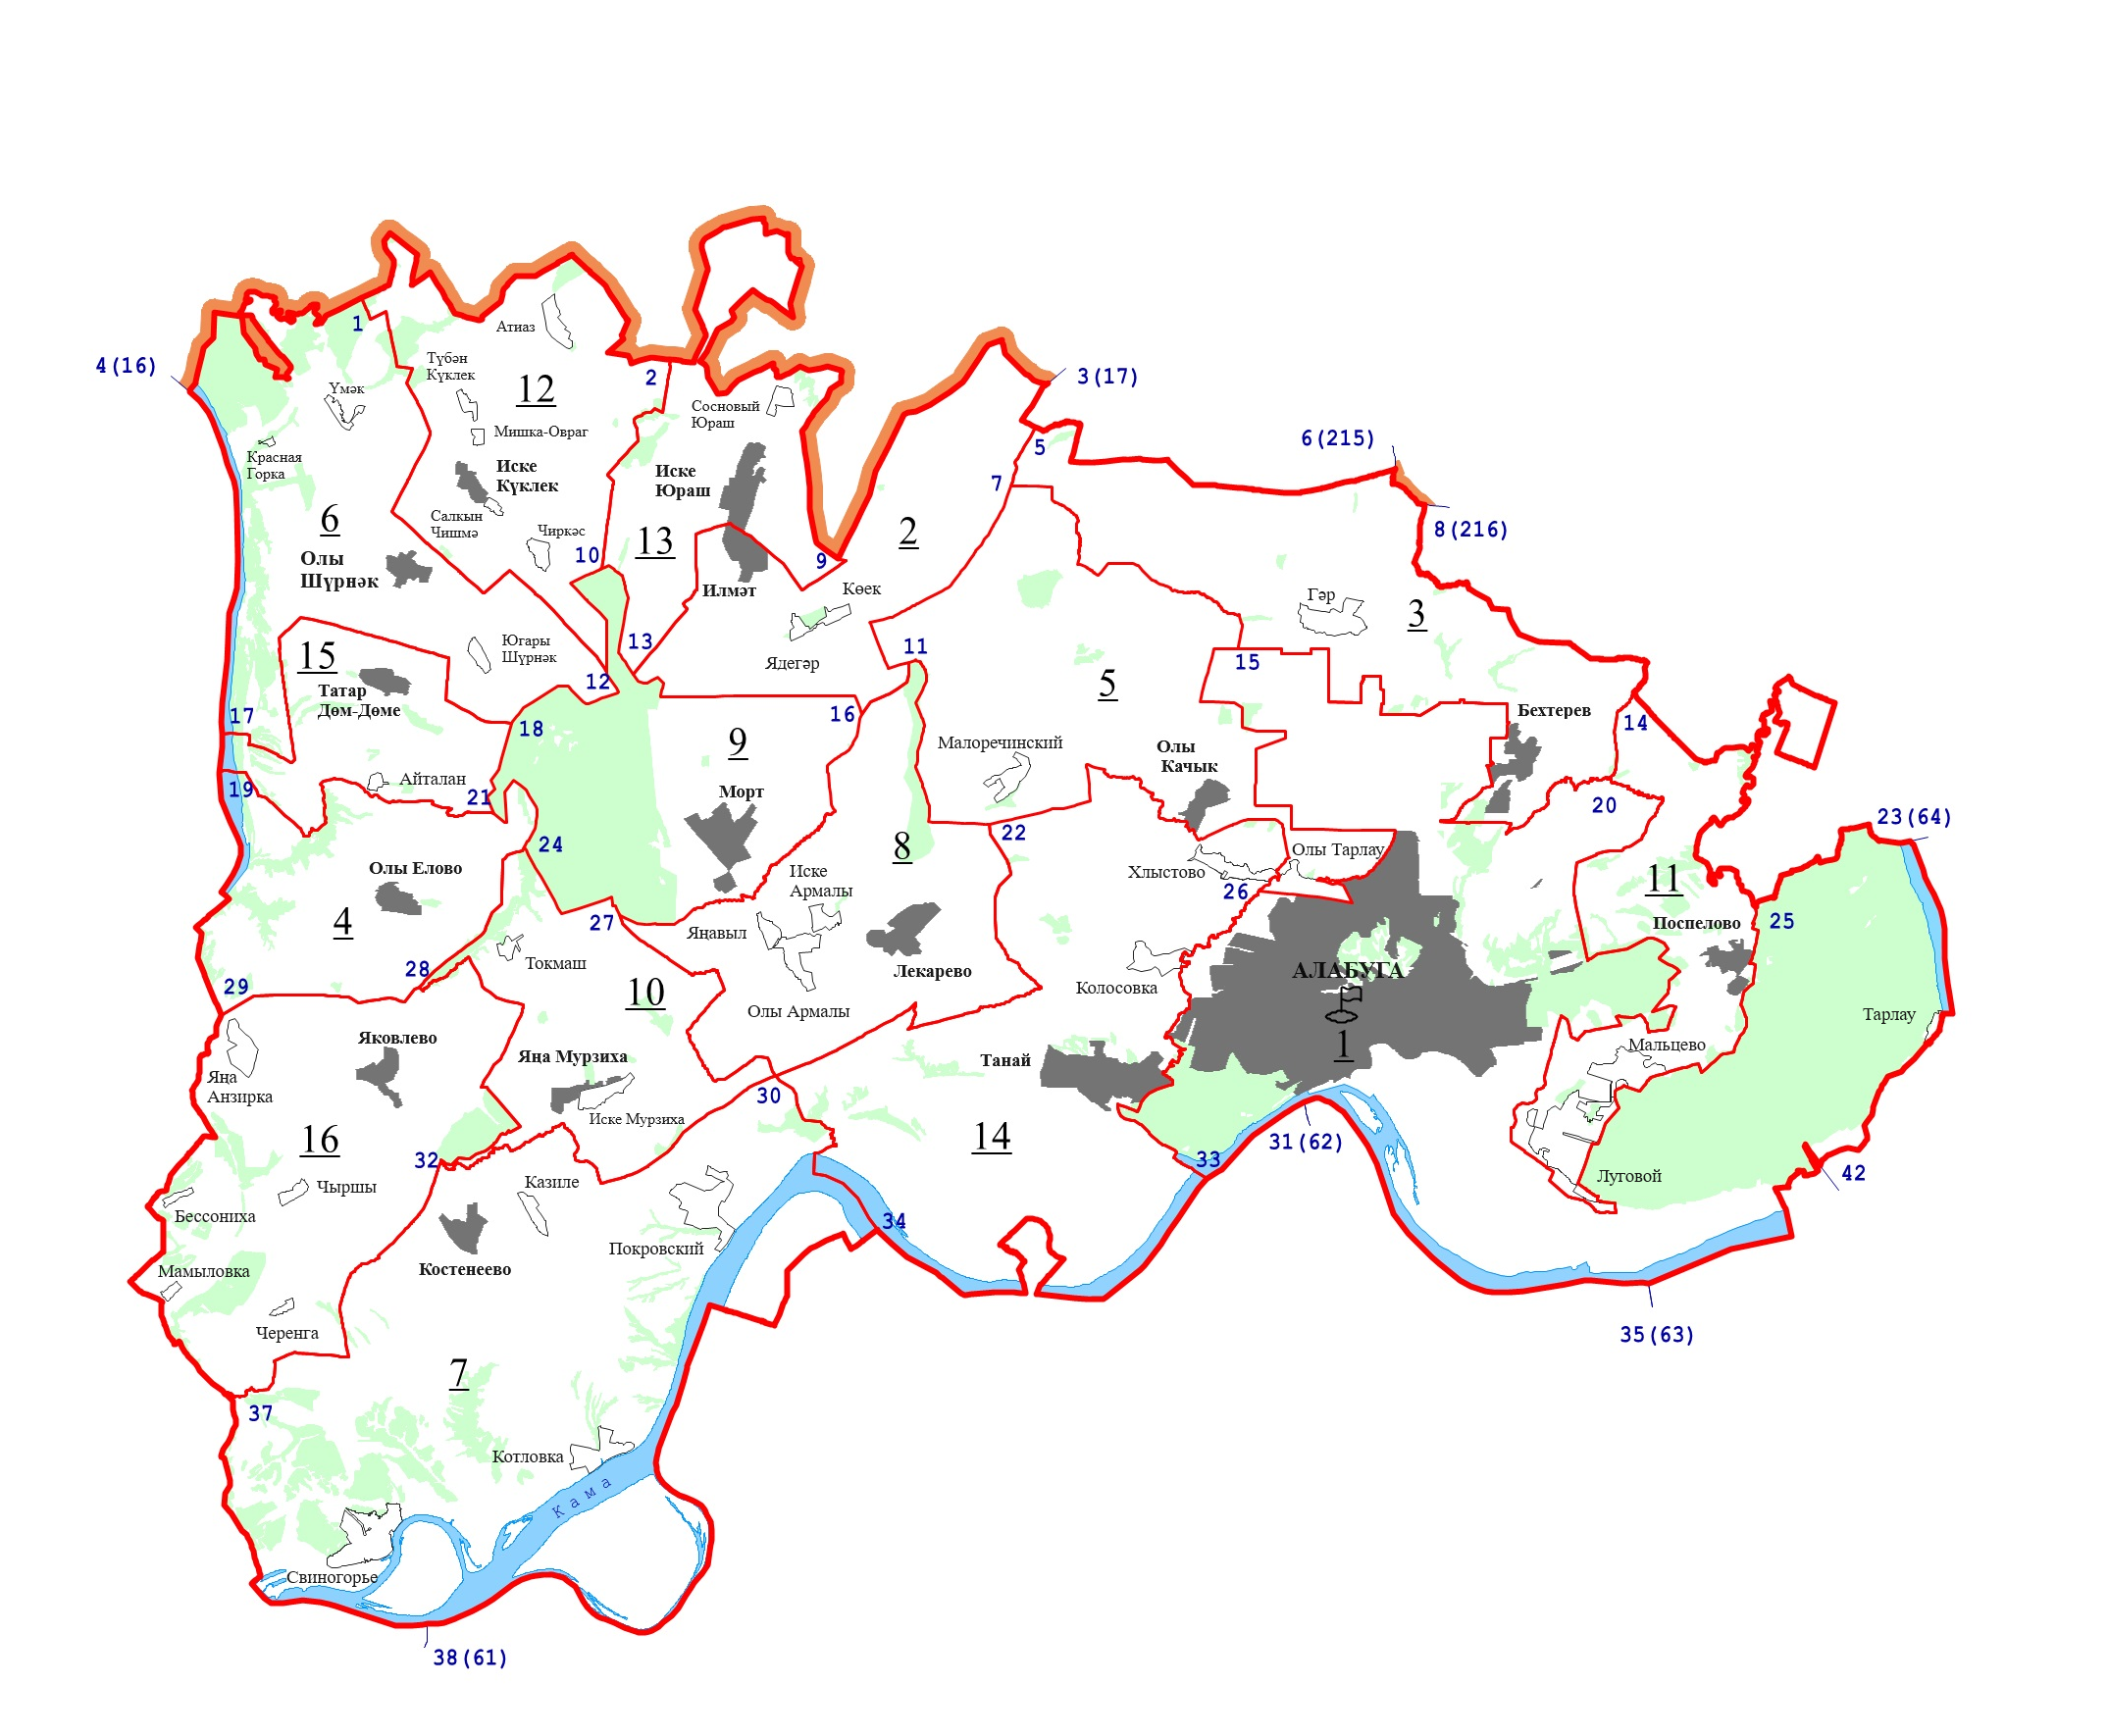 1
4(16)
Атиаз
Түбән
Күклек
2
3(17)
12
Үмәк
Сосновый
Юраш
Мишка-Овраг
5
6(215)
Красная
Горка
Иске
Күклек
Иске
Юраш
7
6
Салкын
Чишмә
Чиркәс
13
2
8(216)
Олы
Шүрнәк
10
9
Илмәт
Көек
Гәр
3
15
Югары
Шүрнәк
13
Ядегәр
11
15
Татар
Дөм-Дөме
12
5
17
18
16
Бехтерев
14
9
Малоречинский
Олы
Качык
19
Айталан
21
Морт
20
24
8
22
23(64)
Олы Елово
Иске
Армалы
Хлыстово
Олы Тарлау
26
11
4
27
Яңавыл
Поспелово
25
28
Токмаш
Лекарево
АЛАБУГА
29
10
Олы Армалы
Колосовка
Тарлау
Яковлево
Яңа Мурзиха
Танай
1
Мальцево
Яңа
Анзирка
30
Иске Мурзиха
16
14
31(62)
32
33
42
Чыршы
Казиле
Луговой
Бессониха
34
Покровский
Мамыловка
Костенеево
Черенга
35(63)
7
37
Котловка
Кама
Свиногорье
38(61)